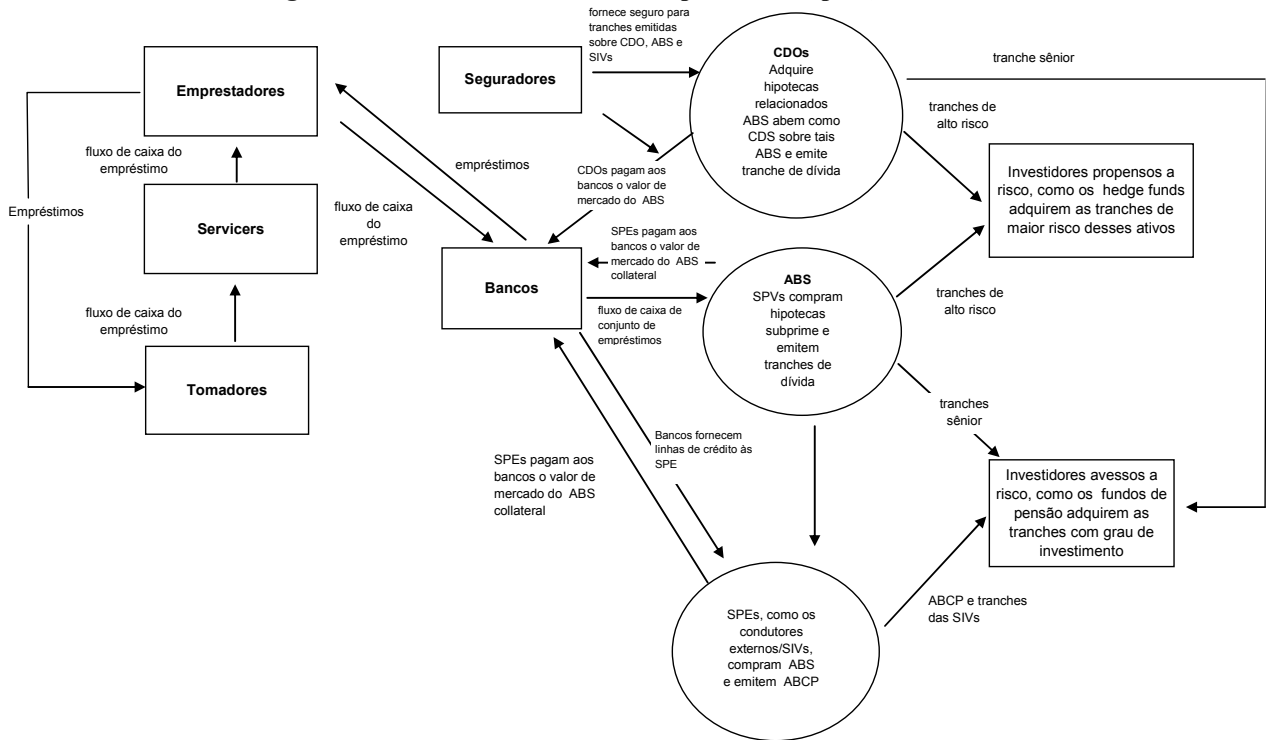 fornece seguro para
tranches emitidas
sobre CDO, ABS e
SIVs
Emprestadores
Seguradores
CDOs
Adquire
hipotecas
relacionados
ABS abem como
CDS sobre tais
ABS e emite
tranche de dívida
tranche sênior
tranches de
alto risco
fluxo de caixa do
empréstimo
empréstimos
CDOs pagam aos
bancos o valor de
mercado do ABS
Investidores propensos a
risco, como os hedge funds
adquirem as tranches de
maior risco desses ativos
Empréstimos
Servicers
fluxo de caixa
do
empréstimo
SPEs pagam aos
bancos o valor de
mercado do ABS
collateral
Bancos
ABS
SPVs compram
hipotecas
subprime e
emitem
tranches de
dívida
tranches de
alto risco
fluxo de caixa do
empréstimo
fluxo de caixa de
conjunto de
empréstimos
Tomadores
tranches
sênior
Bancos fornecem
linhas de crédito às
SPE
SPEs pagam aos
bancos o valor de
mercado do ABS
collateral
Investidores avessos a
risco, como os fundos de
pensão adquirem as
tranches com grau de
investimento
SPEs, como os
condutores
externos/SIVs,
compram ABS
e emitem ABCP
ABCP e tranches
das SIVs